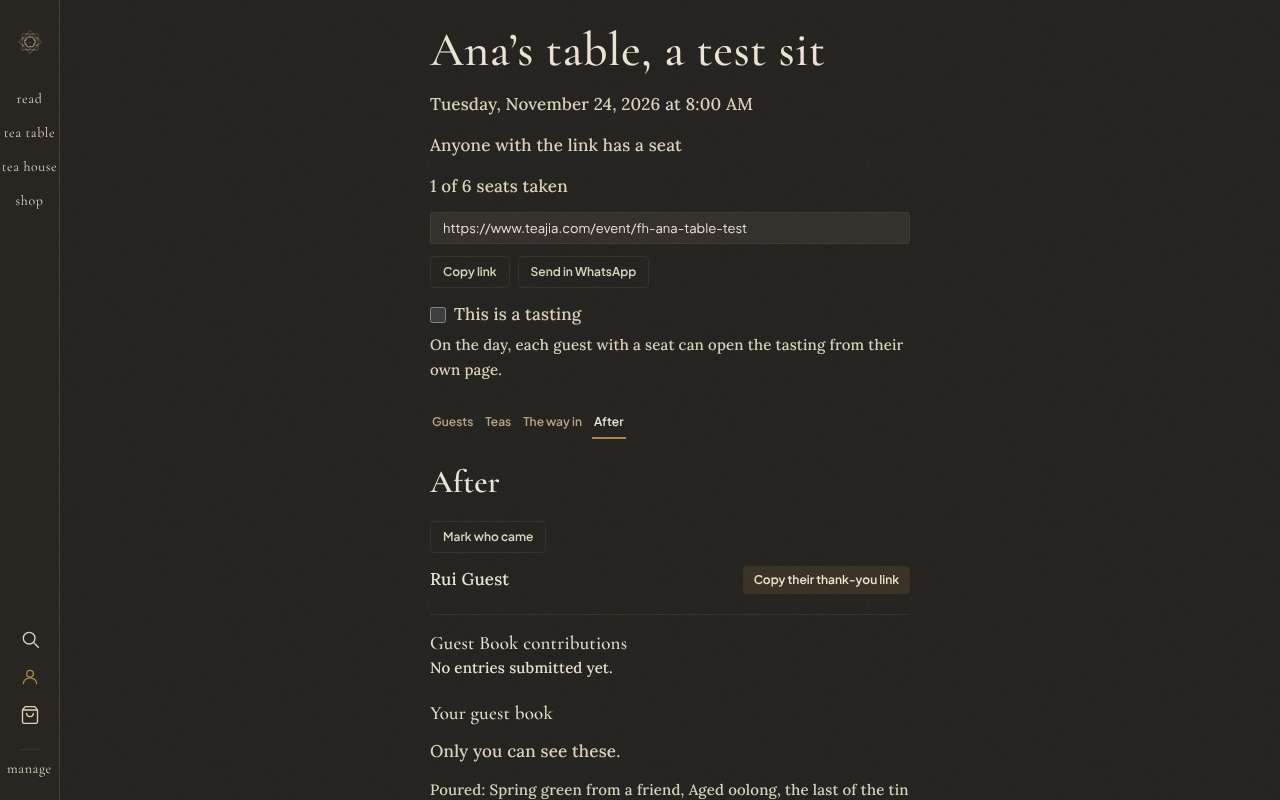 read
tea table
tea house
shop
manage
Ana’s table, a test sit
Tuesday, November 24, 2026 at 8:00 AM
Anyone with the link has a seat
1 of 6 seats taken
https://www.teajia.com/event/fh-ana-table-test
Copy link
Send in WhatsApp
This is a tasting
On the day, each guest with a seat can open the tasting from their
own page.
Guests
Teas
The way in
After
After
Mark who came
Rui Guest
Copy their thank-you link
Guest Book contributions
No entries submitted yet.
Your guest book
Only you can see these.
Poured: Spring green from a friend, Aged oolong, the last of the tin